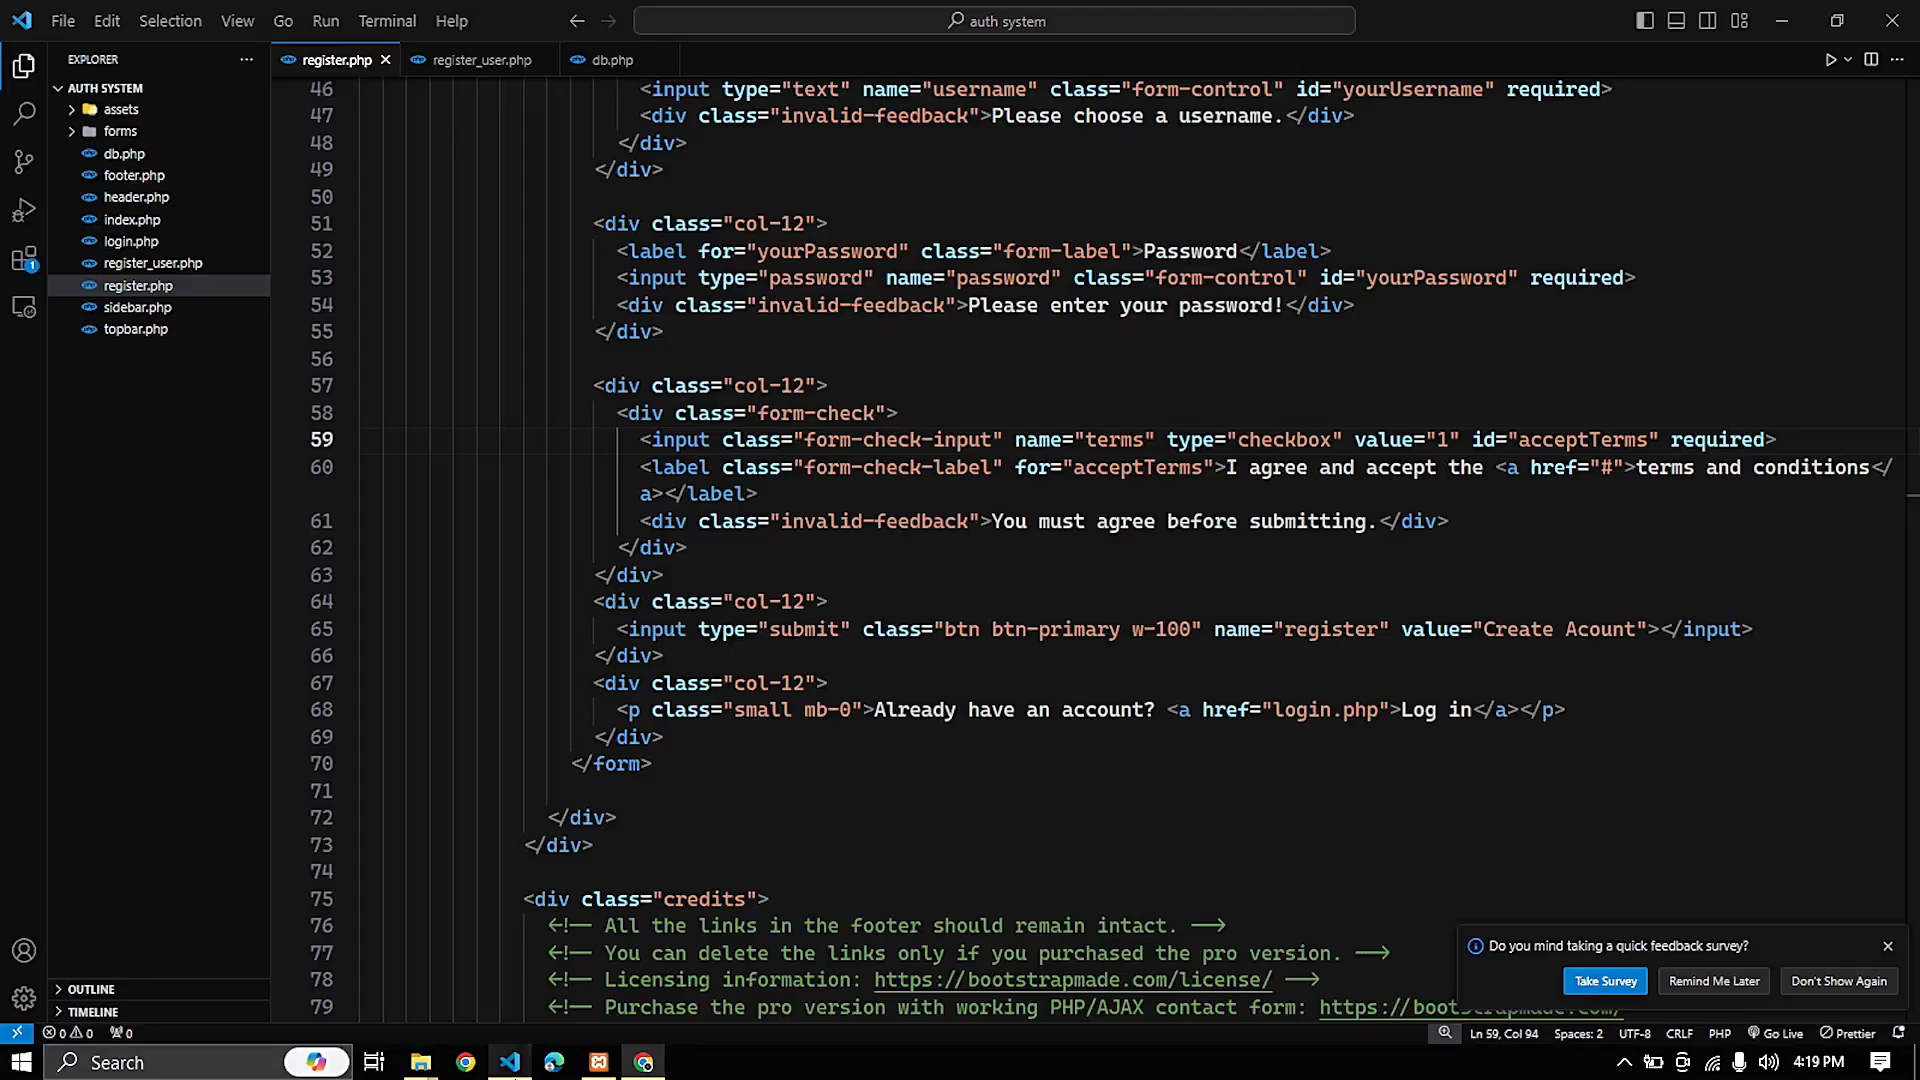 File Edit Selection View Go Run Terminal Help
auth system
EXPLORER
register.php
register_user.php
db.php
AUTH SYSTEM
assets
forms
db.php
footer.php
header.php
index.php
login.php
register_user.php
register.php
sidebar.php
topbar.php
OUTLINE
TIMELINE
1
46 <input type="text" name="username" class="form-control" id="yourUsername" required>
47 <div class="invalid-feedback">Please choose a username.</div>
48 </div>
49 </div>
50
51 <div class="col-12">
52 <label for="yourPassword" class="form-label">Password</label>
53 <input type="password" name="password" class="form-control" id="yourPassword" required>
54 <div class="invalid-feedback">Please enter your password!</div>
55 </div>
56
57 <div class="col-12">
58 <div class="form-check">
59 <input class="form-check-input" name="terms" type="checkbox" value="1" id="acceptTerms" required>
60 <label class="form-check-label" for="acceptTerms">I agree and accept the <a href="#">terms and conditions</
a></label>
61 <div class="invalid-feedback">You must agree before submitting.</div>
62 </div>
63 </div>
64 <div class="col-12">
65 <input type="submit" class="btn btn-primary w-100" name="register" value="Create Acount"></input>
66 </div>
67 <div class="col-12">
68 <p class="small mb-0">Already have an account? <a href="login.php">Log in</a></p>
69 </div>
70 </form>
71
72 </div>
73 </div>
74
75 <div class="credits">
76 <!-- All the links in the footer should remain intact. -->
77 <!-- You can delete the links only if you purchased the pro version. -->
78 <!-- Licensing information: https://bootstrapmade.com/license/ -->
79 <!-- Purchase the pro version with working PHP/AJAX contact form: https://bootstrapmade.com/
Do you mind taking a quick feedback survey?
Take Survey
Remind Me Later
Don't Show Again
0 0 0
Ln 59, Col 94 Spaces: 2 UTF-8 CRLF PHP Go Live Prettier
Search
4:19 PM